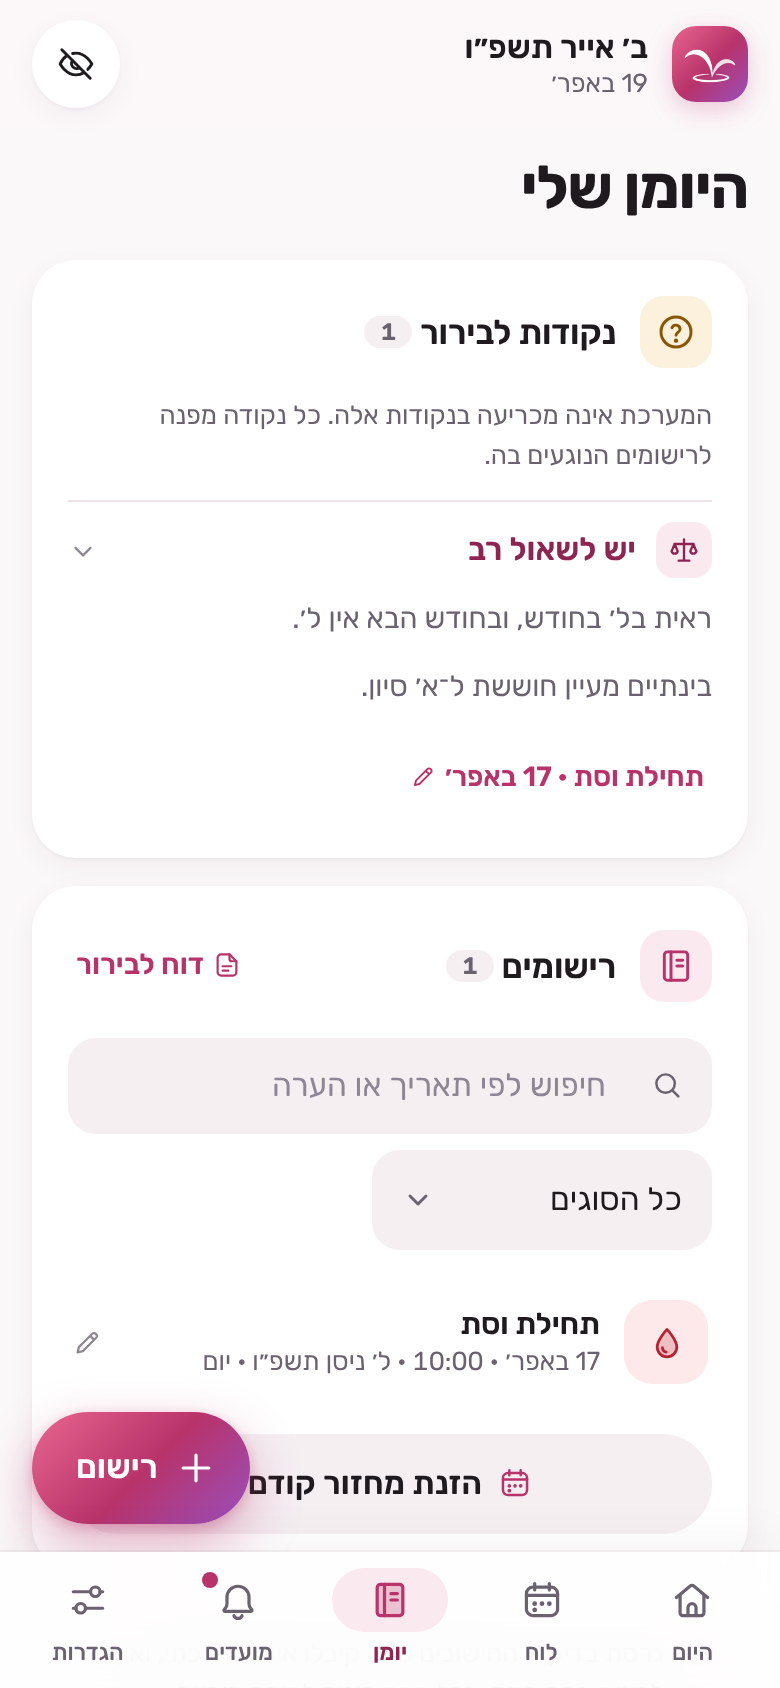 ב׳ אייר תשפ״ו
19 באפר׳
היומן שלי
נקודות לבירור 1
המערכת אינה מכריעה בנקודות אלה. כל נקודה מפנה
לרישומים הנוגעים בה.
יש לשאול רב
ראית בל׳ בחודש, ובחודש הבא אין ל׳.
בינתיים מעיין חוששת ל־א׳ סיון.
תחילת וסת • 17 באפר׳
רישומים 1
דוח לבירור
חיפוש לפי תאריך או הערה
כל הסוגים
תחילת וסת
17 באפר׳ • 10:00 • ל׳ ניסן תשפ״ו • יום
הזנת מחזור קודם
רישום
היום
לוח
יומן
מועדים
הגדרות